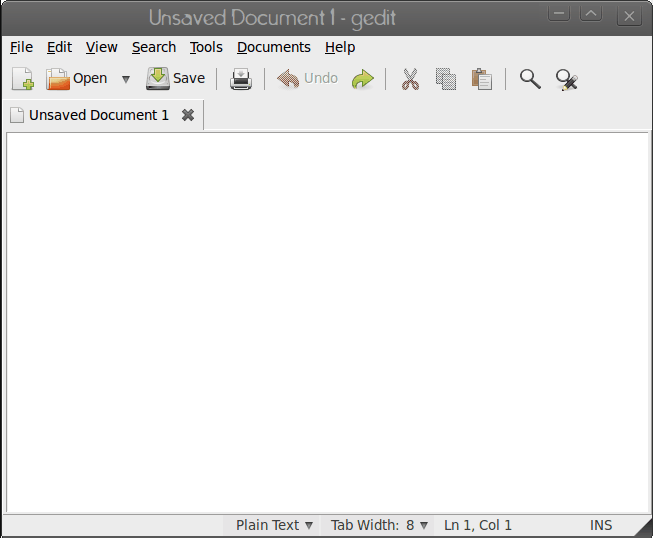 Unsaved Document 1 - gedit
File Edit View Search Tools Documents Help
Open Save Undo
Unsaved Document 1
Plain Text Tab Width: 8 Ln 1, Col 1 INS